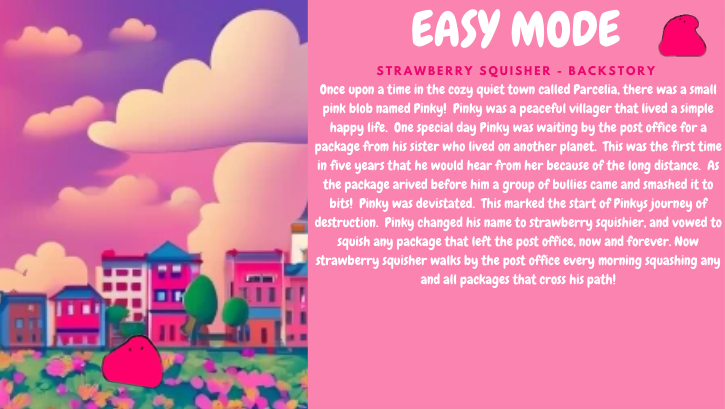 EASY MODE
STRAWBERRY SQUISHER - BACKSTORY
Once upon a time in the cozy quiet town called Parcelia, there was a small
pink blob named Pinky! Pinky was a peaceful villager that lived a simple
happy life. One special day Pinky was waiting by the post office for a
package from his sister who lived on another planet. This was the first time
in five years that he would hear from her because of the long distance. As
the package arived before him a group of bullies came and smashed it to
bits! Pinky was devistated. This marked the start of Pinkys journey of
destruction. Pinky changed his name to strawberry squishier, and vowed to
squish any package that left the post office, now and forever. Now
strawberry squisher walks by the post office every morning squashing any
and all packages that cross his path!